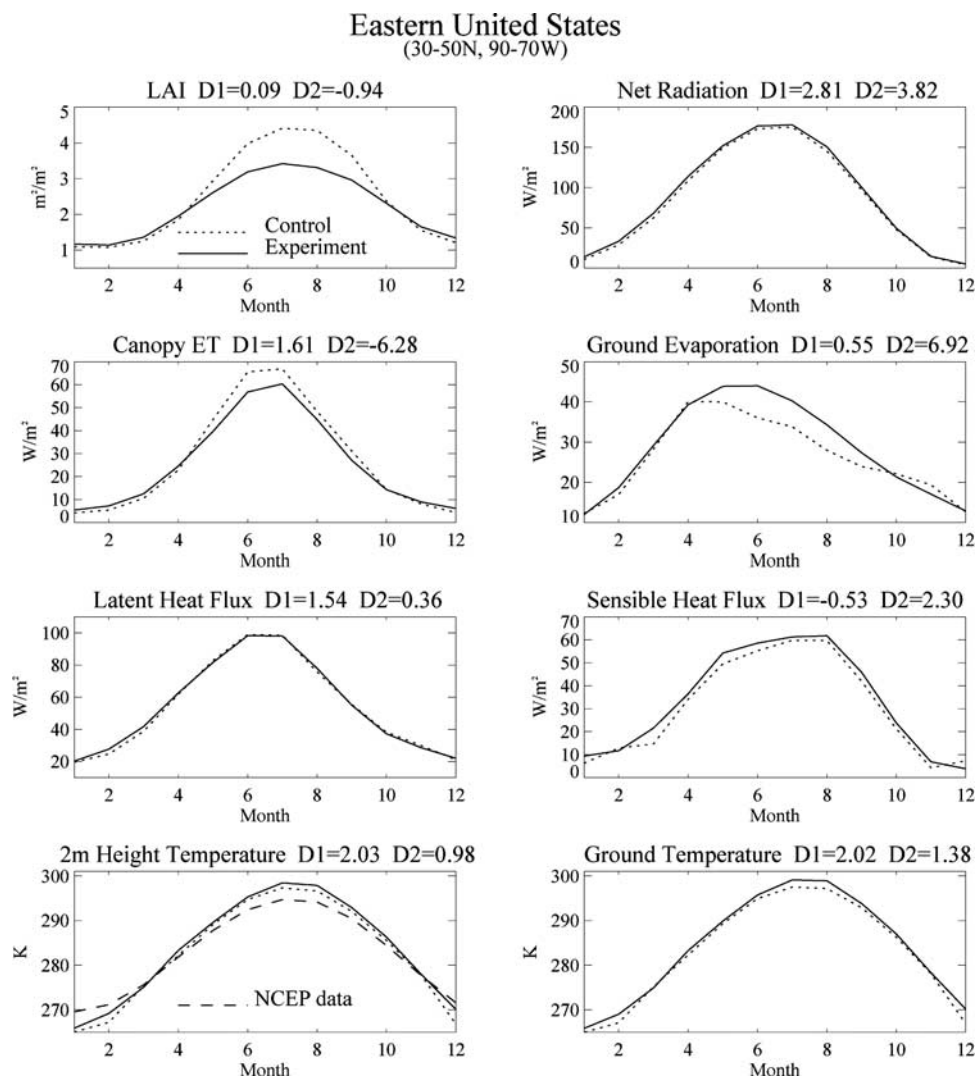 Eastern United States
(30-50N, 90-70W)
LAI D1=0.09 D2=-0.94
5
4
3
2
1
m²/m²
Control
Experiment
2 4 6 8 10 12
Month
Net Radiation D1=2.81 D2=3.82
200
150
100
50
0
W/m²
2 4 6 8 10 12
Month
Canopy ET D1=1.61 D2=-6.28
70
60
50
40
30
20
10
0
W/m²
2 4 6 8 10 12
Month
Ground Evaporation D1=0.55 D2=6.92
50
40
30
20
10
W/m²
2 4 6 8 10 12
Month
Latent Heat Flux D1=1.54 D2=0.36
100
80
60
40
20
W/m²
2 4 6 8 10 12
Month
Sensible Heat Flux D1=-0.53 D2=2.30
70
60
50
40
30
20
10
0
W/m²
2 4 6 8 10 12
Month
2m Height Temperature D1=2.03 D2=0.98
300
290
280
270
K
NCEP data
2 4 6 8 10 12
Month
Ground Temperature D1=2.02 D2=1.38
300
290
280
270
K
2 4 6 8 10 12
Month